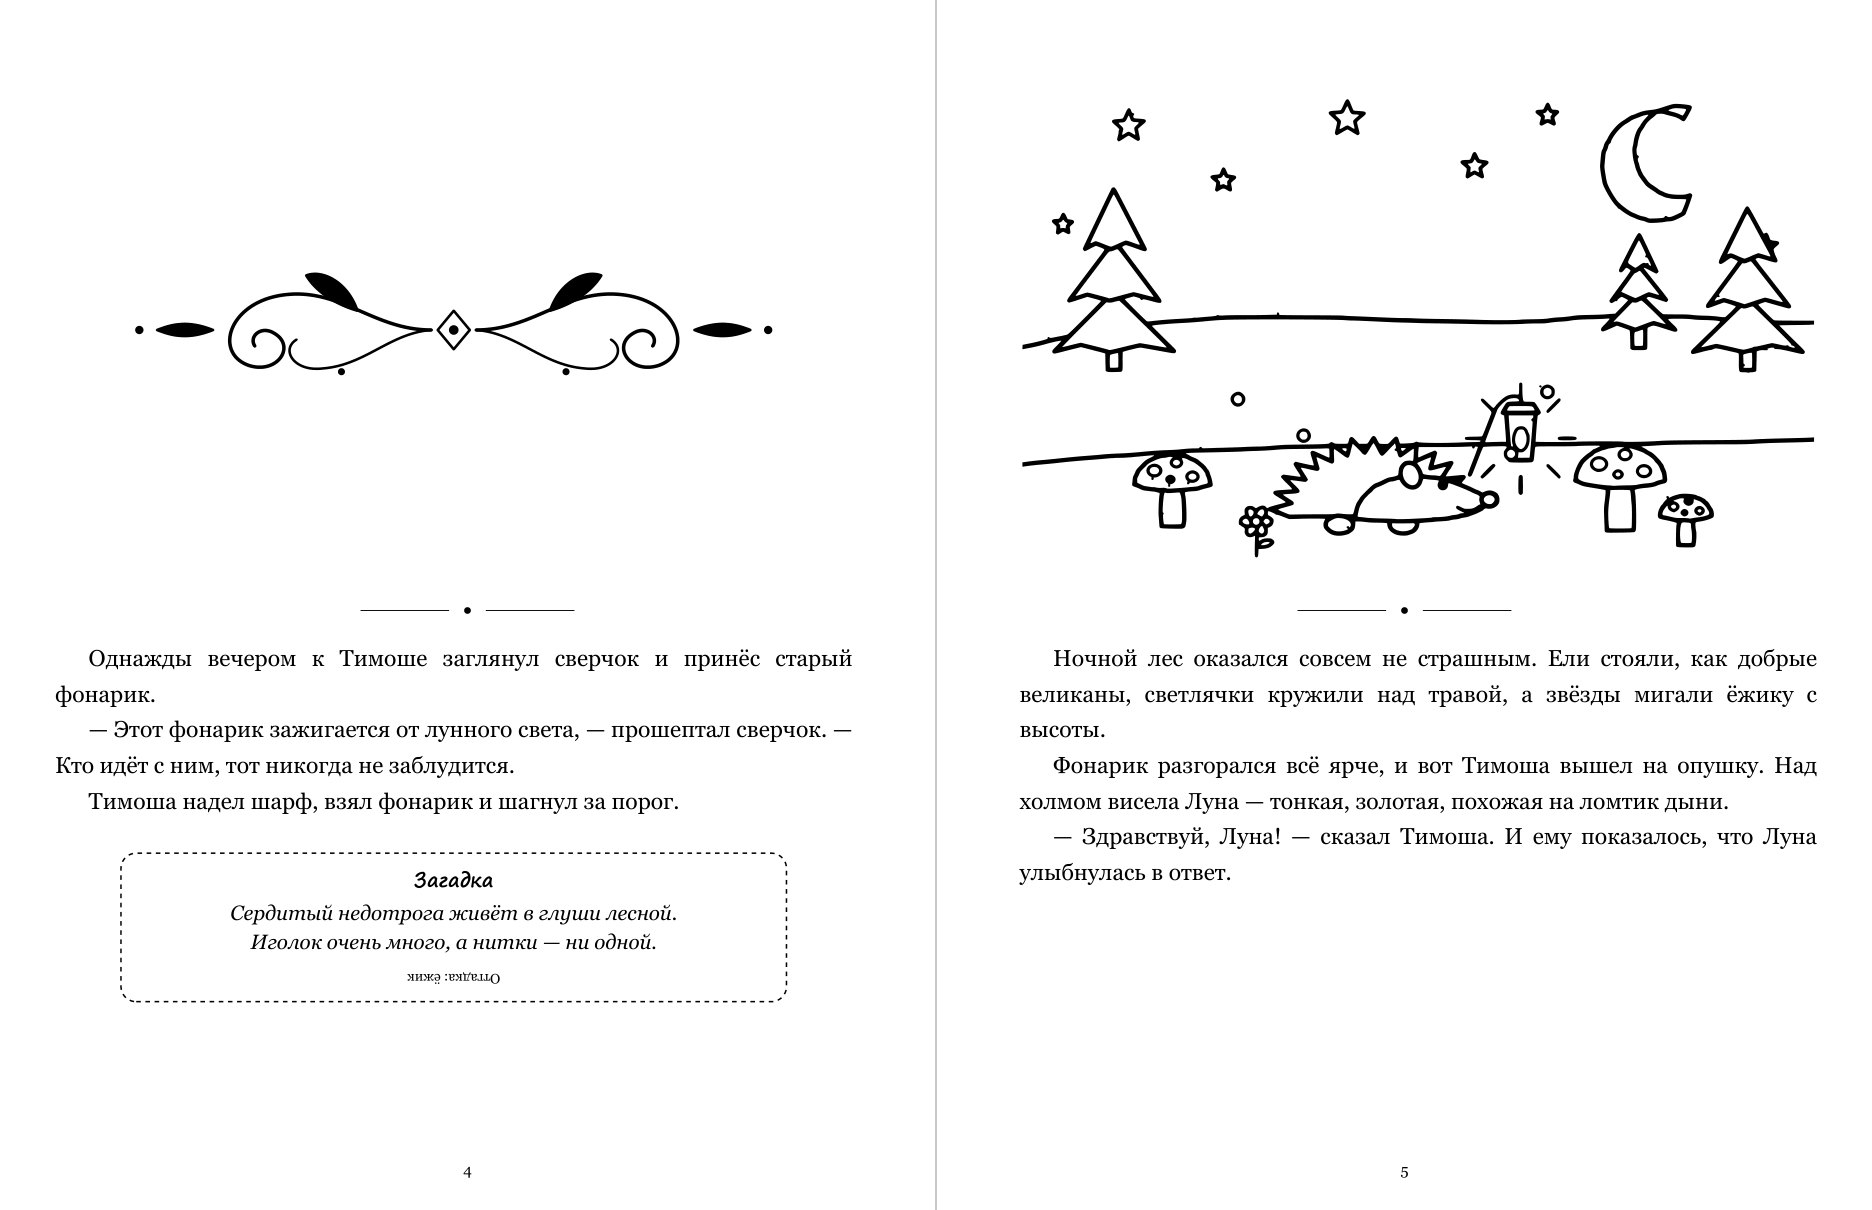 Однажды вечером к Тимоше заглянул сверчок и принёс старый
фонарик.
— Этот фонарик зажигается от лунного света, — прошептал сверчок. —
Кто идёт с ним, тот никогда не заблудится.
Тимоша надел шарф, взял фонарик и шагнул за порог.
Загадка
Сердитый недотрога живёт в глуши лесной.
Иголок очень много, а нитки — ни одной.
Отгадка: ёжик
4
Ночной лес оказался совсем не страшным. Ели стояли, как добрые
великаны, светлячки кружили над травой, а звёзды мигали ёжику с
высоты.
Фонарик разгорался всё ярче, и вот Тимоша вышел на опушку. Над
холмом висела Луна — тонкая, золотая, похожая на ломтик дыни.
— Здравствуй, Луна! — сказал Тимоша. И ему показалось, что Луна
улыбнулась в ответ.
5